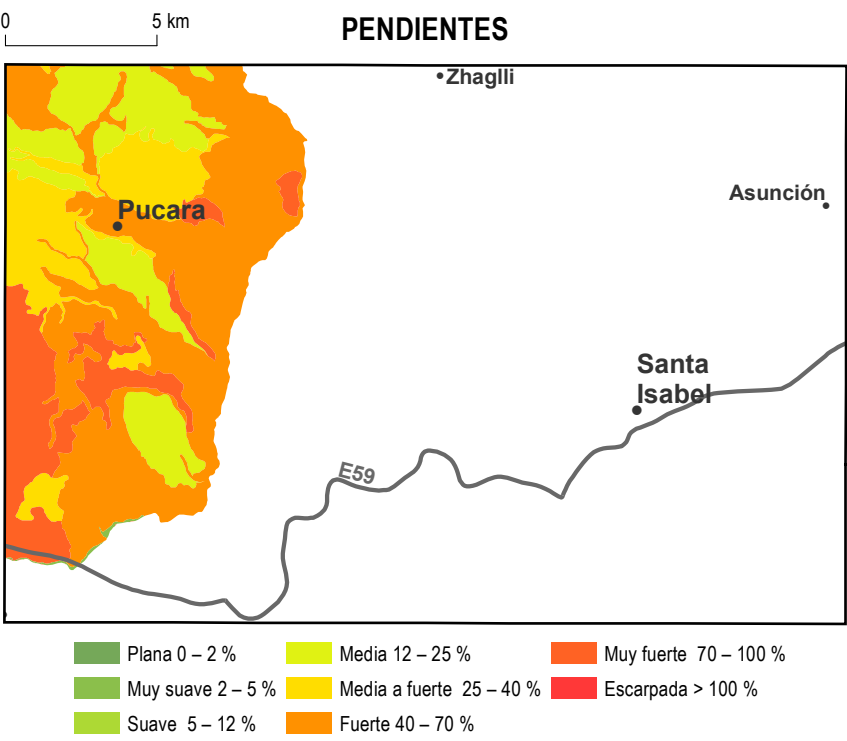 0 5 km
PENDIENTES
Zhaglli
Asunción
Pucara
Santa
Isabel
E59
Plana 0 – 2 %
Muy suave 2 – 5 %
Suave 5 – 12 %
Media 12 – 25 %
Media a fuerte 25 – 40 %
Fuerte 40 – 70 %
Muy fuerte 70 – 100 %
Escarpada > 100 %